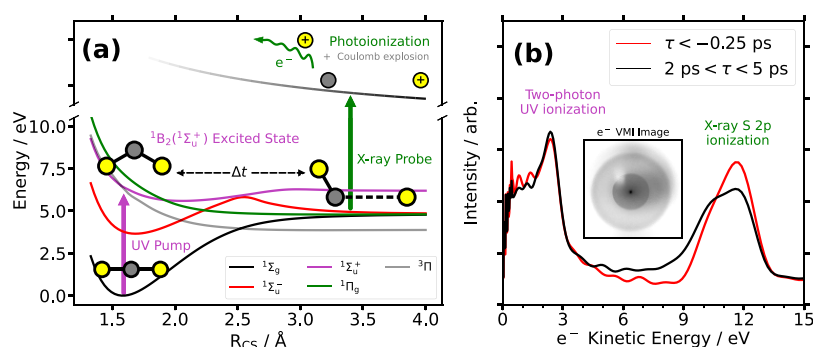 (a)
+
Photoionization
e−
+ Coulomb explosion
+
Energy / eV
10.0
7.5
5.0
2.5
0.0
¹B₂(¹Σᵤ⁺) Excited State
Δt
X-ray Probe
UV Pump
¹Σg
¹Σᵤ⁻
¹Σᵤ⁺
¹Πg
³Π
1.5 2.0 2.5 3.0 3.5 4.0
R_CS / Å
(b)
τ < −0.25 ps
2 ps < τ < 5 ps
Two-photon
UV ionization
e− VMI Image
X-ray S 2p
ionization
Intensity / arb.
0 3 6 9 12 15
e− Kinetic Energy / eV